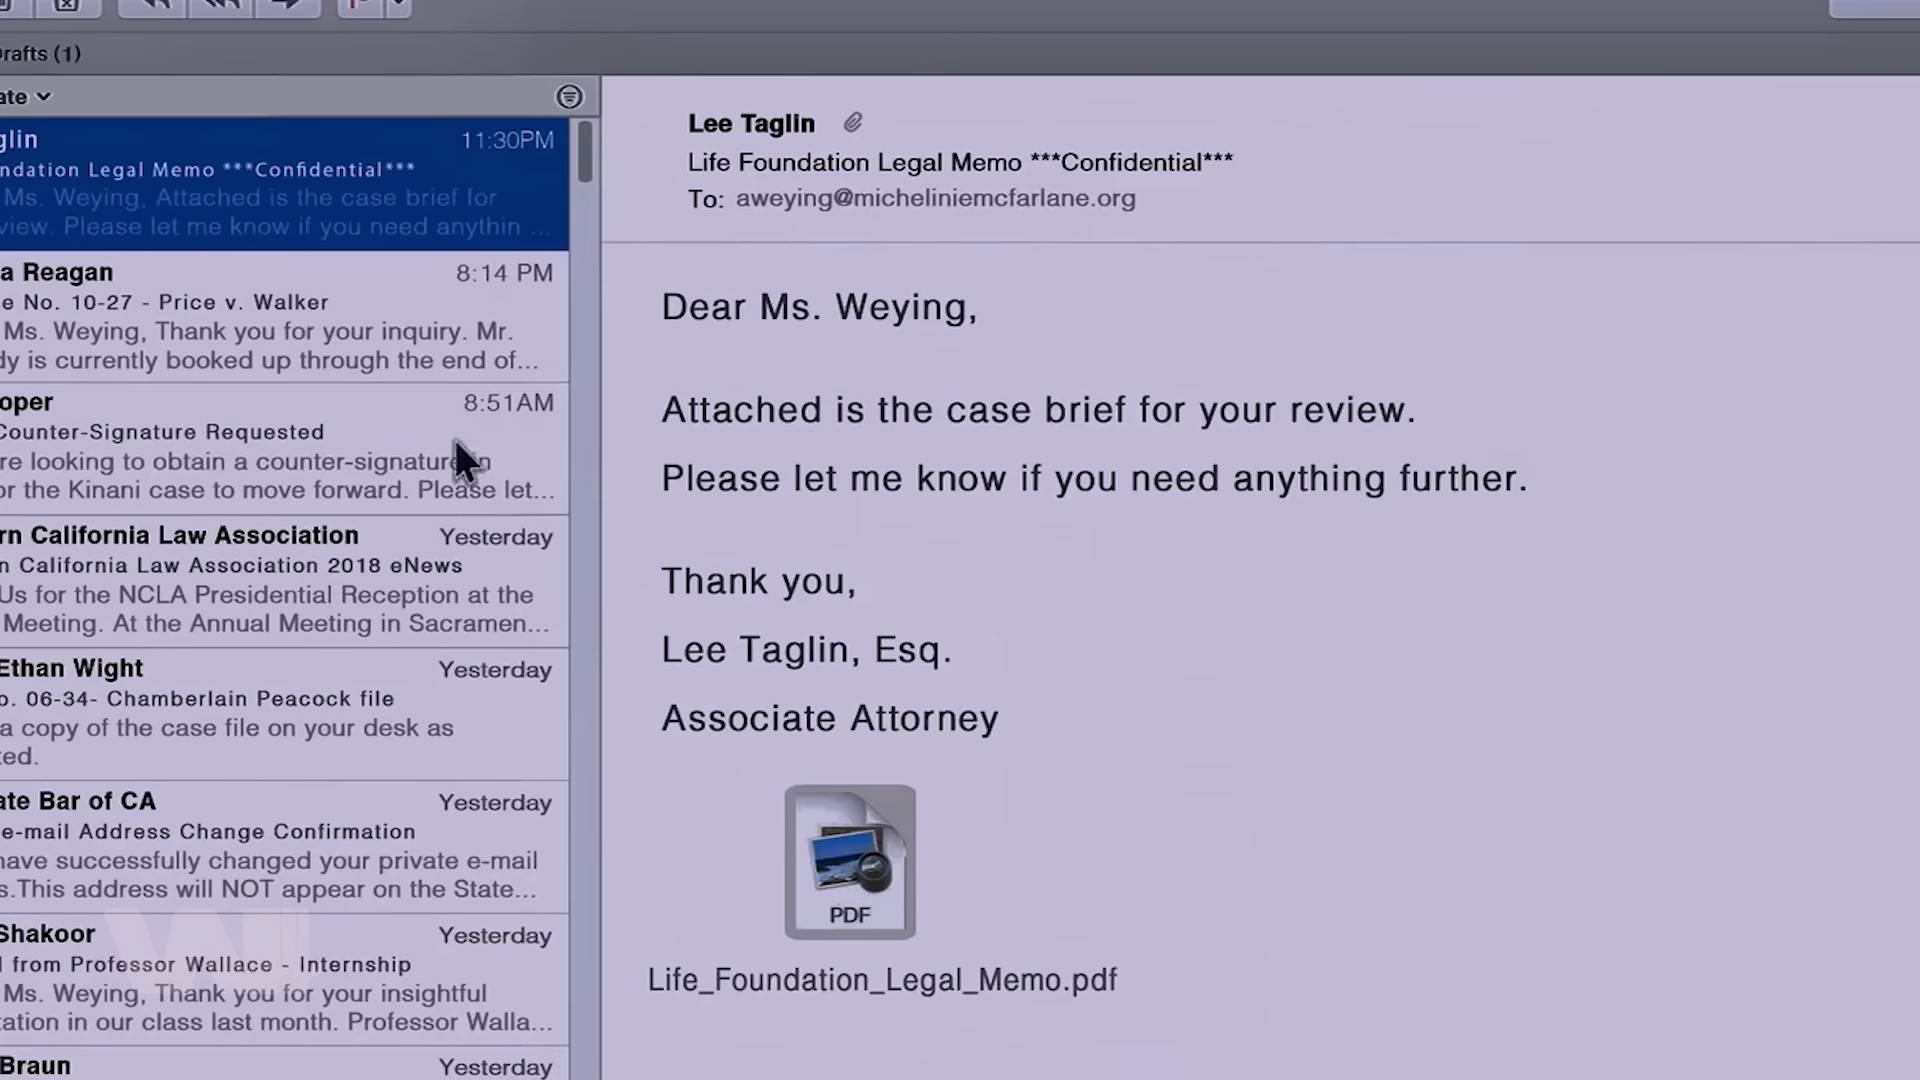 rafts (1)
ate
glin 11:30PM
ndation Legal Memo ***Confidential***
Ms. Weying, Attached is the case brief for
view. Please let me know if you need anythin ...
a Reagan 8:14 PM
e No. 10-27 - Price v. Walker
Ms. Weying, Thank you for your inquiry. Mr.
dy is currently booked up through the end of...
oper 8:51AM
Counter-Signature Requested
re looking to obtain a counter-signature in
or the Kinani case to move forward. Please let...
rn California Law Association Yesterday
n California Law Association 2018 eNews
Us for the NCLA Presidential Reception at the
Meeting. At the Annual Meeting in Sacramen...
Ethan Wight Yesterday
o. 06-34- Chamberlain Peacock file
a copy of the case file on your desk as
ted.
ate Bar of CA Yesterday
e-mail Address Change Confirmation
have successfully changed your private e-mail
s.This address will NOT appear on the State...
Shakoor Yesterday
l from Professor Wallace - Internship
Ms. Weying, Thank you for your insightful
tation in our class last month. Professor Walla...
Braun Yesterday
Lee Taglin
Life Foundation Legal Memo ***Confidential***
To: aweying@micheliniemcfarlane.org
Dear Ms. Weying,
Attached is the case brief for your review.
Please let me know if you need anything further.
Thank you,
Lee Taglin, Esq.
Associate Attorney
PDF
Life_Foundation_Legal_Memo.pdf